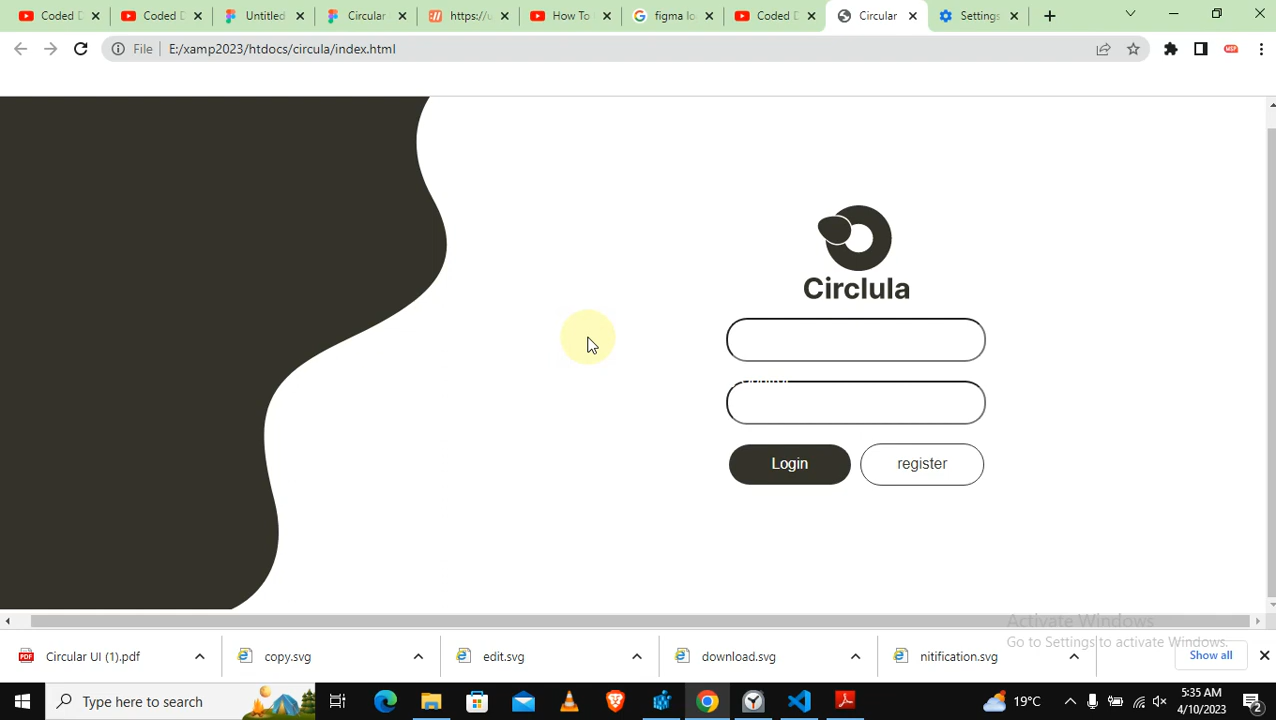 Coded D
Coded D
Untitled
Circular
https://u
How To
figma lo
Coded D
Circular
Settings
File
E:/xamp2023/htdocs/circula/index.html
Circlula
Login
register
Activate Windows
Go to Settings to activate Windows.
Circular UI (1).pdf
copy.svg
edit.svg
download.svg
nitification.svg
Show all
Type here to search
19°C
5:35 AM
4/10/2023
2